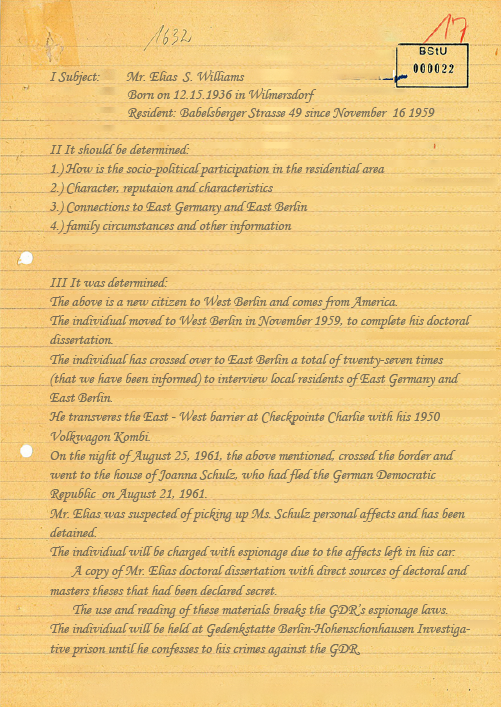 1632
17
BStU
000022
I Subject: Mr. Elias S. Williams
Born on 12.15.1936 in Wilmersdorf
Resident: Babelsberger Strasse 49 since November 16 1959
II It should be determined:
1.) How is the socio-political participation in the residential area
2.) Character, reputaion and characteristics
3.) Connections to East Germany and East Berlin
4.) family circumstances and other information
III It was determined:
The above is a new citizen to West Berlin and comes from America.
The individual moved to West Berlin in November 1959, to complete his doctoral
dissertation.
The individual has crossed over to East Berlin a total of twenty-seven times
(that we have been informed) to interview local residents of East Germany and
East Berlin.
He transveres the East - West barrier at Checkpointe Charlie with his 1950
Volkwagon Kombi.
On the night of August 25, 1961, the above mentioned, crossed the border and
went to the house of Joanna Schulz, who had fled the German Democratic
Republic on August 21, 1961.
Mr. Elias was suspected of picking up Ms. Schulz personal affects and has been
detained.
The individual will be charged with espionage due to the affects left in his car:
A copy of Mr. Elias doctoral dissertation with direct sources of dectoral and
masters theses that had been declared secret.
The use and reading of these materials breaks the GDR's espionage laws.
The individual will be held at Gedenkstatte Berlin-Hohenschonhausen Investiga-
tive prison until he confesses to his crimes against the GDR.